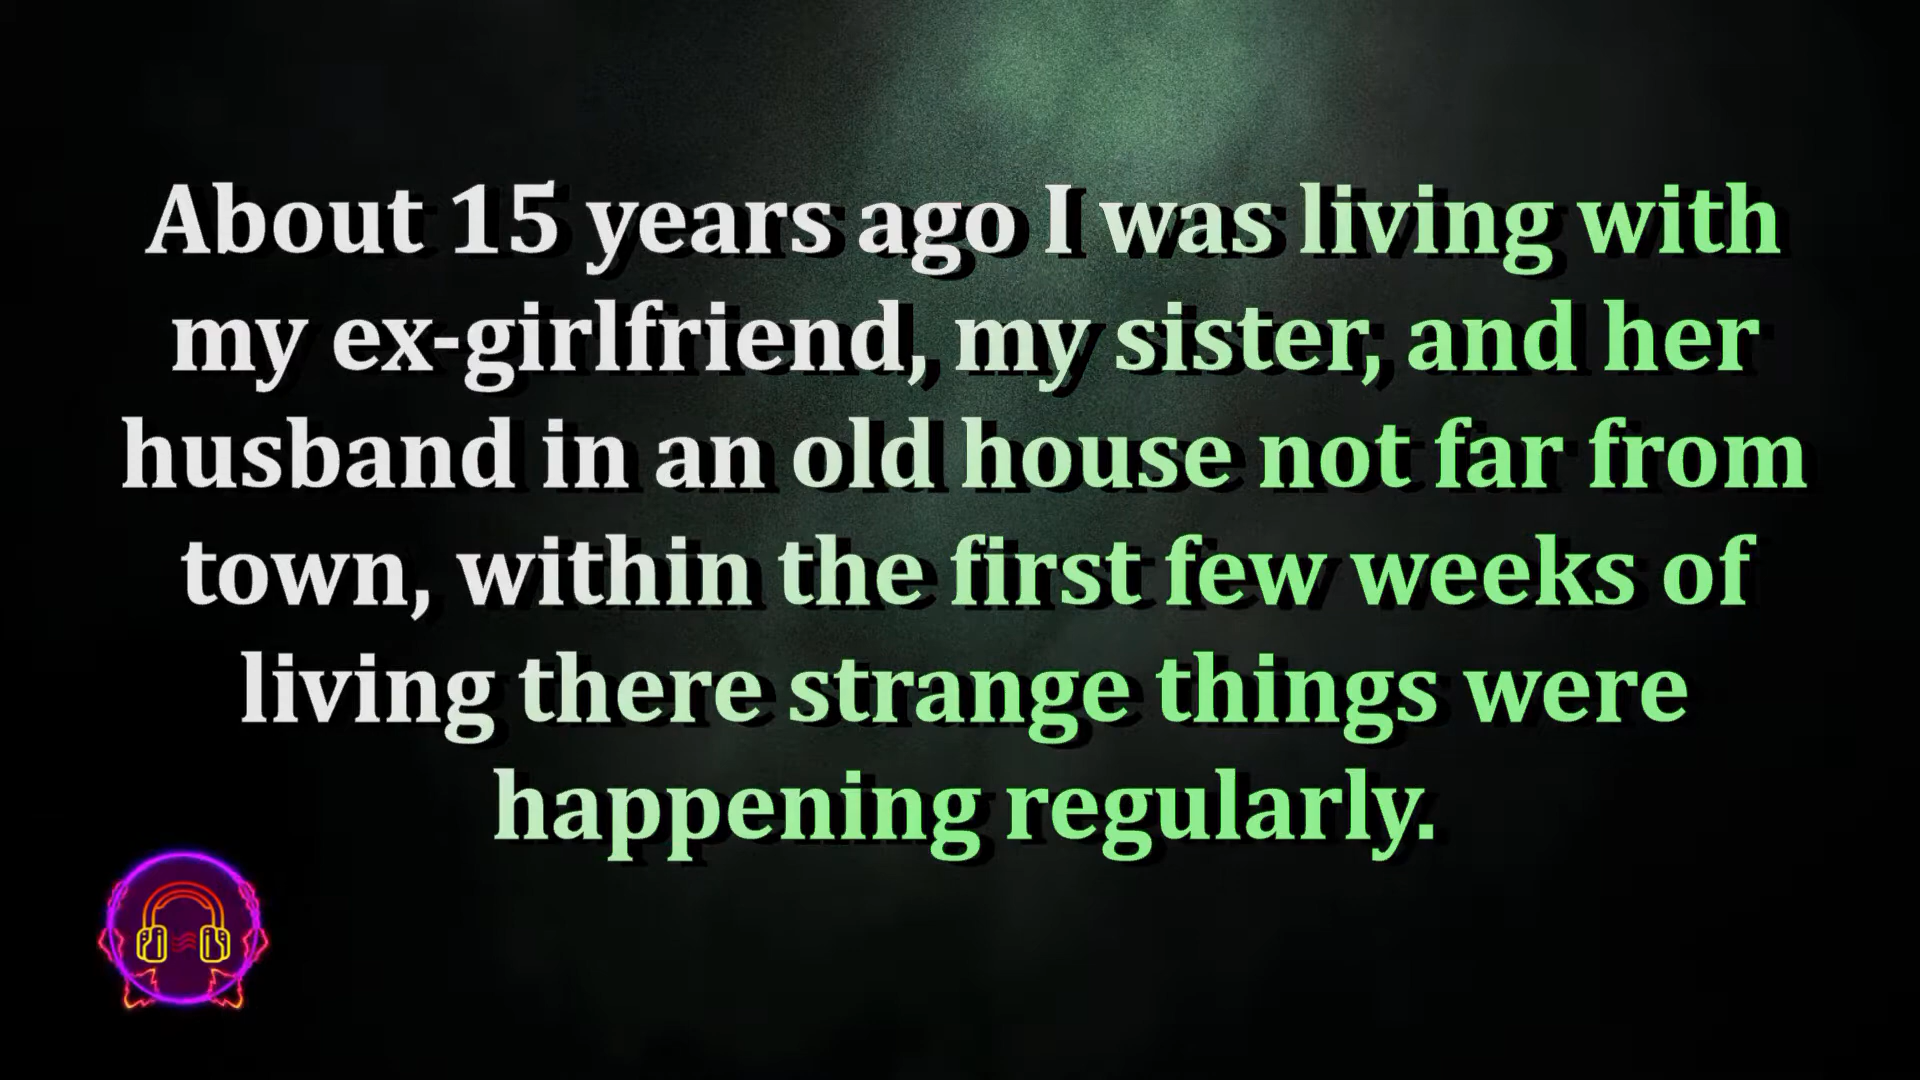 About 15 years ago I was living with
my ex-girlfriend, my sister, and her
husband in an old house not far from
town, within the first few weeks of
living there strange things were
happening regularly.